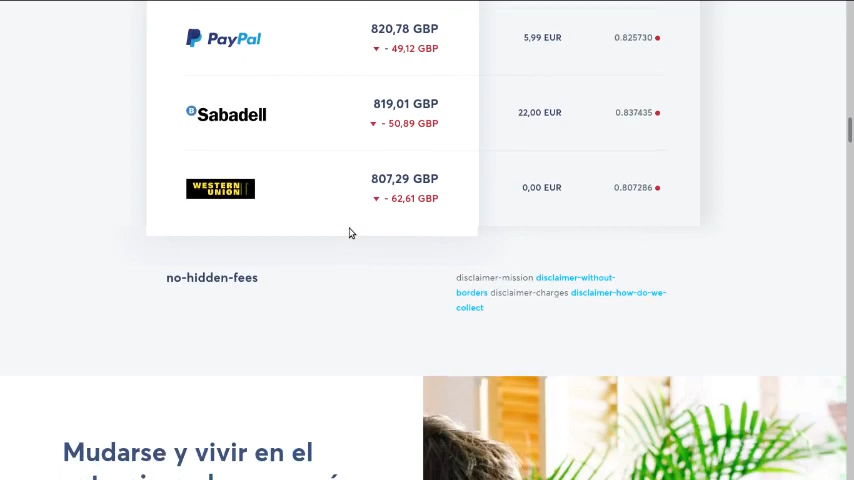 PayPal 820,78 GBP 5,99 EUR 0.825730
- 49,12 GBP
Sabadell 819,01 GBP 22,00 EUR 0.837435
- 50,89 GBP
WESTERN UNION 807,29 GBP 0,00 EUR 0.807286
- 62,61 GBP
no-hidden-fees
disclaimer-mission disclaimer-without-
borders disclaimer-charges disclaimer-how-do-we-
collect
Mudarse y vivir en el